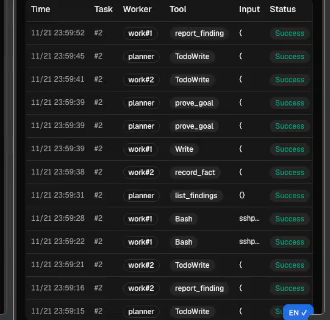 Time Task Worker Tool Input Status
11/21 23:59:52 #2 work#1 report_finding ( Success
11/21 23:59:45 #2 planner TodoWrite ( Success
11/21 23:59:41 #2 work#2 TodoWrite ( Success
11/21 23:59:39 #2 planner prove_goal ( Success
11/21 23:59:39 #2 planner prove_goal ( Success
11/21 23:59:39 #2 work#1 Write ( Success
11/21 23:59:38 #2 work#2 record_fact ( Success
11/21 23:59:31 #2 planner list_findings () Success
11/21 23:59:28 #2 work#1 Bash sshp... Success
11/21 23:59:22 #2 work#1 Bash sshp... Success
11/21 23:59:21 #2 work#2 TodoWrite ( Success
11/21 23:59:16 #2 work#2 report_finding ( Success
11/21 23:59:15 #2 planner TodoWrite ( Success
EN ✓